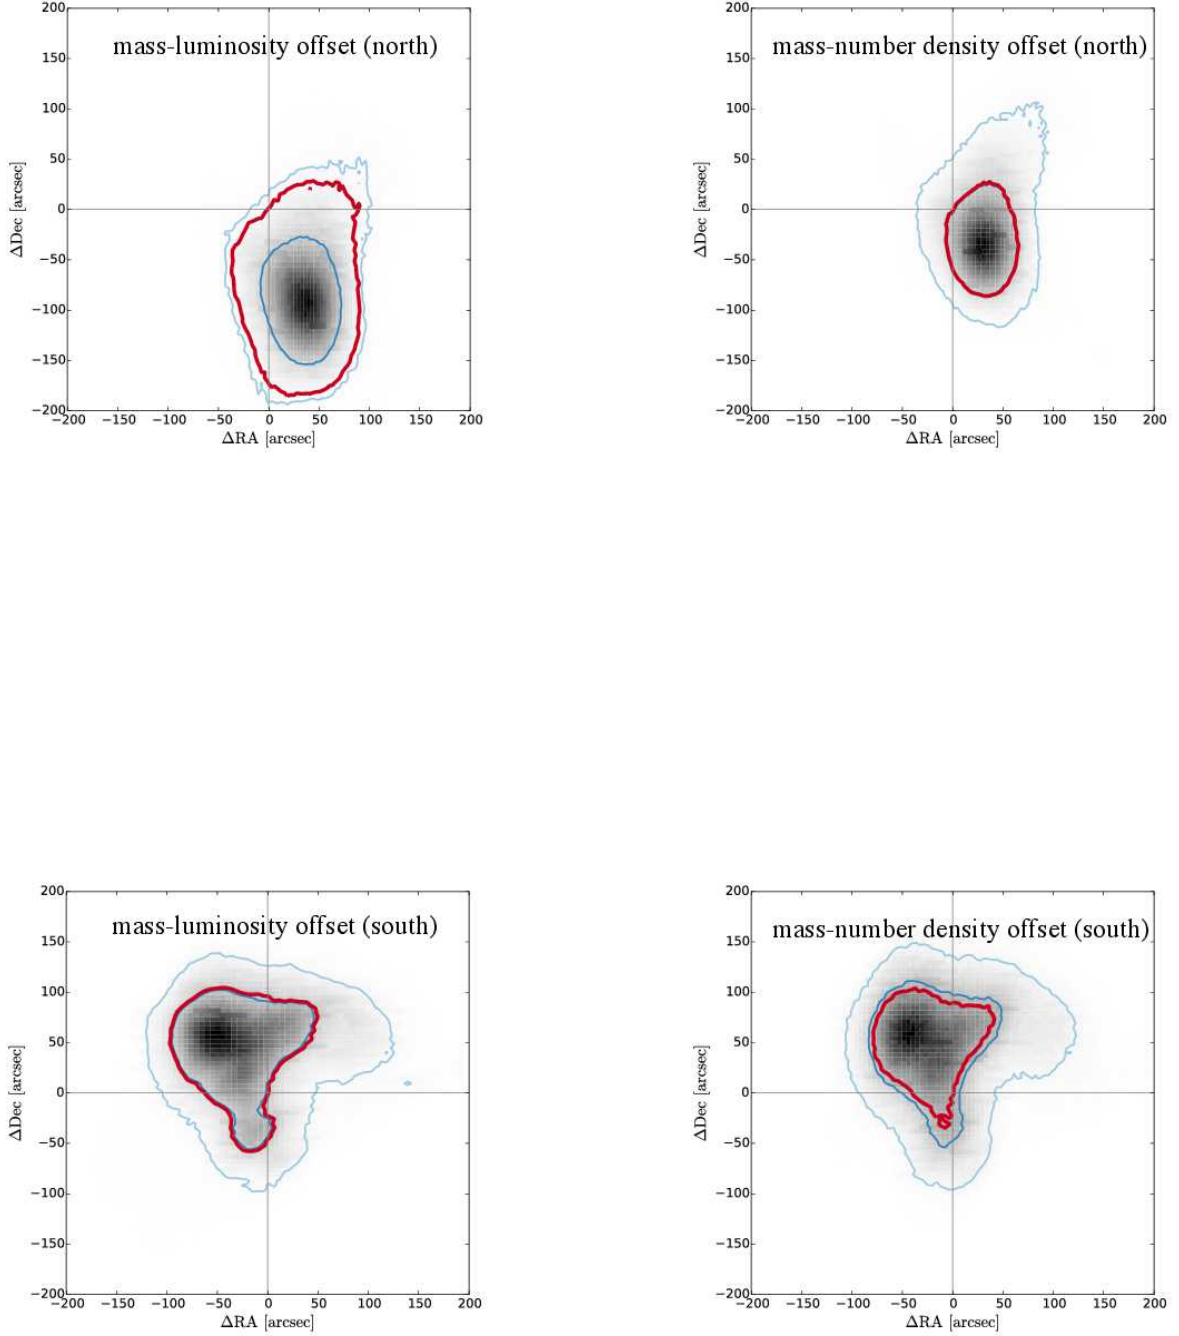 mass-luminosity offset (north)
200
150
100
50
0
−50
−100
−150
−200
ΔDec [arcsec]
−200 −150 −100 −50 0 50 100 150 200
ΔRA [arcsec]
mass-number density offset (north)
200
150
100
50
0
−50
−100
−150
−200
ΔDec [arcsec]
−200 −150 −100 −50 0 50 100 150 200
ΔRA [arcsec]
mass-luminosity offset (south)
200
150
100
50
0
−50
−100
−150
−200
ΔDec [arcsec]
−200 −150 −100 −50 0 50 100 150 200
ΔRA [arcsec]
mass-number density offset (south)
200
150
100
50
0
−50
−100
−150
−200
ΔDec [arcsec]
−200 −150 −100 −50 0 50 100 150 200
ΔRA [arcsec]